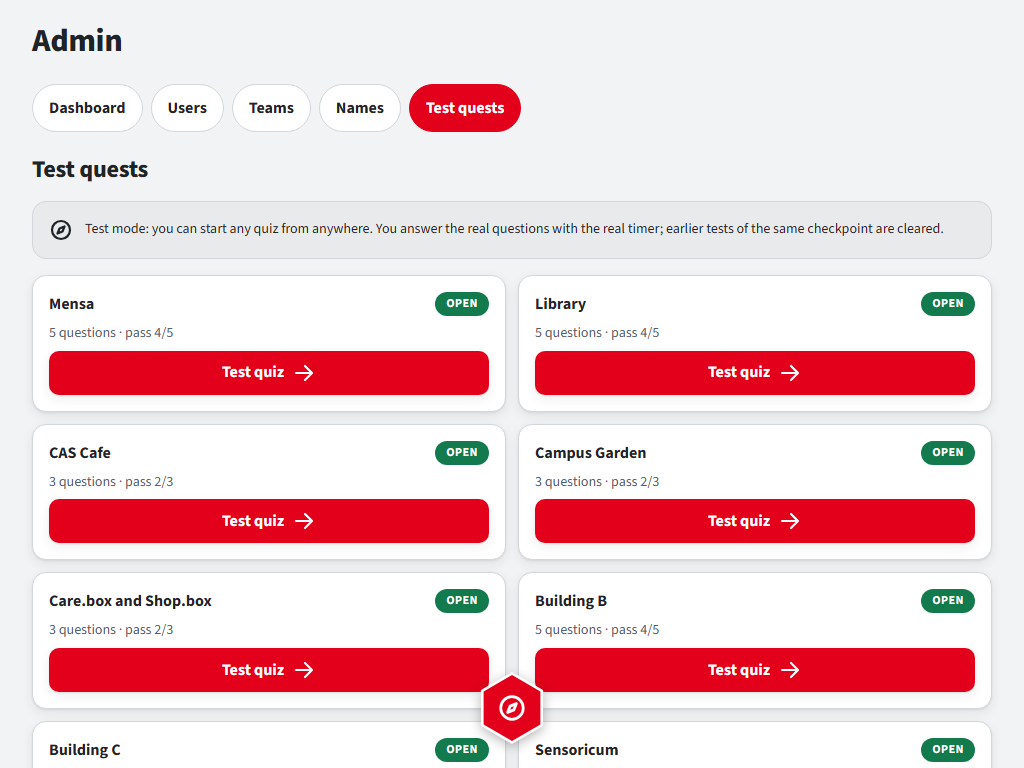 Admin
Dashboard
Users
Teams
Names
Test quests
Test quests
Test mode: you can start any quiz from anywhere. You answer the real questions with the real timer; earlier tests of the same checkpoint are cleared.
Mensa
OPEN
5 questions · pass 4/5
Test quiz
Library
OPEN
5 questions · pass 4/5
Test quiz
CAS Cafe
OPEN
3 questions · pass 2/3
Test quiz
Campus Garden
OPEN
3 questions · pass 2/3
Test quiz
Care.box and Shop.box
OPEN
3 questions · pass 2/3
Test quiz
Building B
OPEN
5 questions · pass 4/5
Test quiz
Building C
OPEN
Sensoricum
OPEN